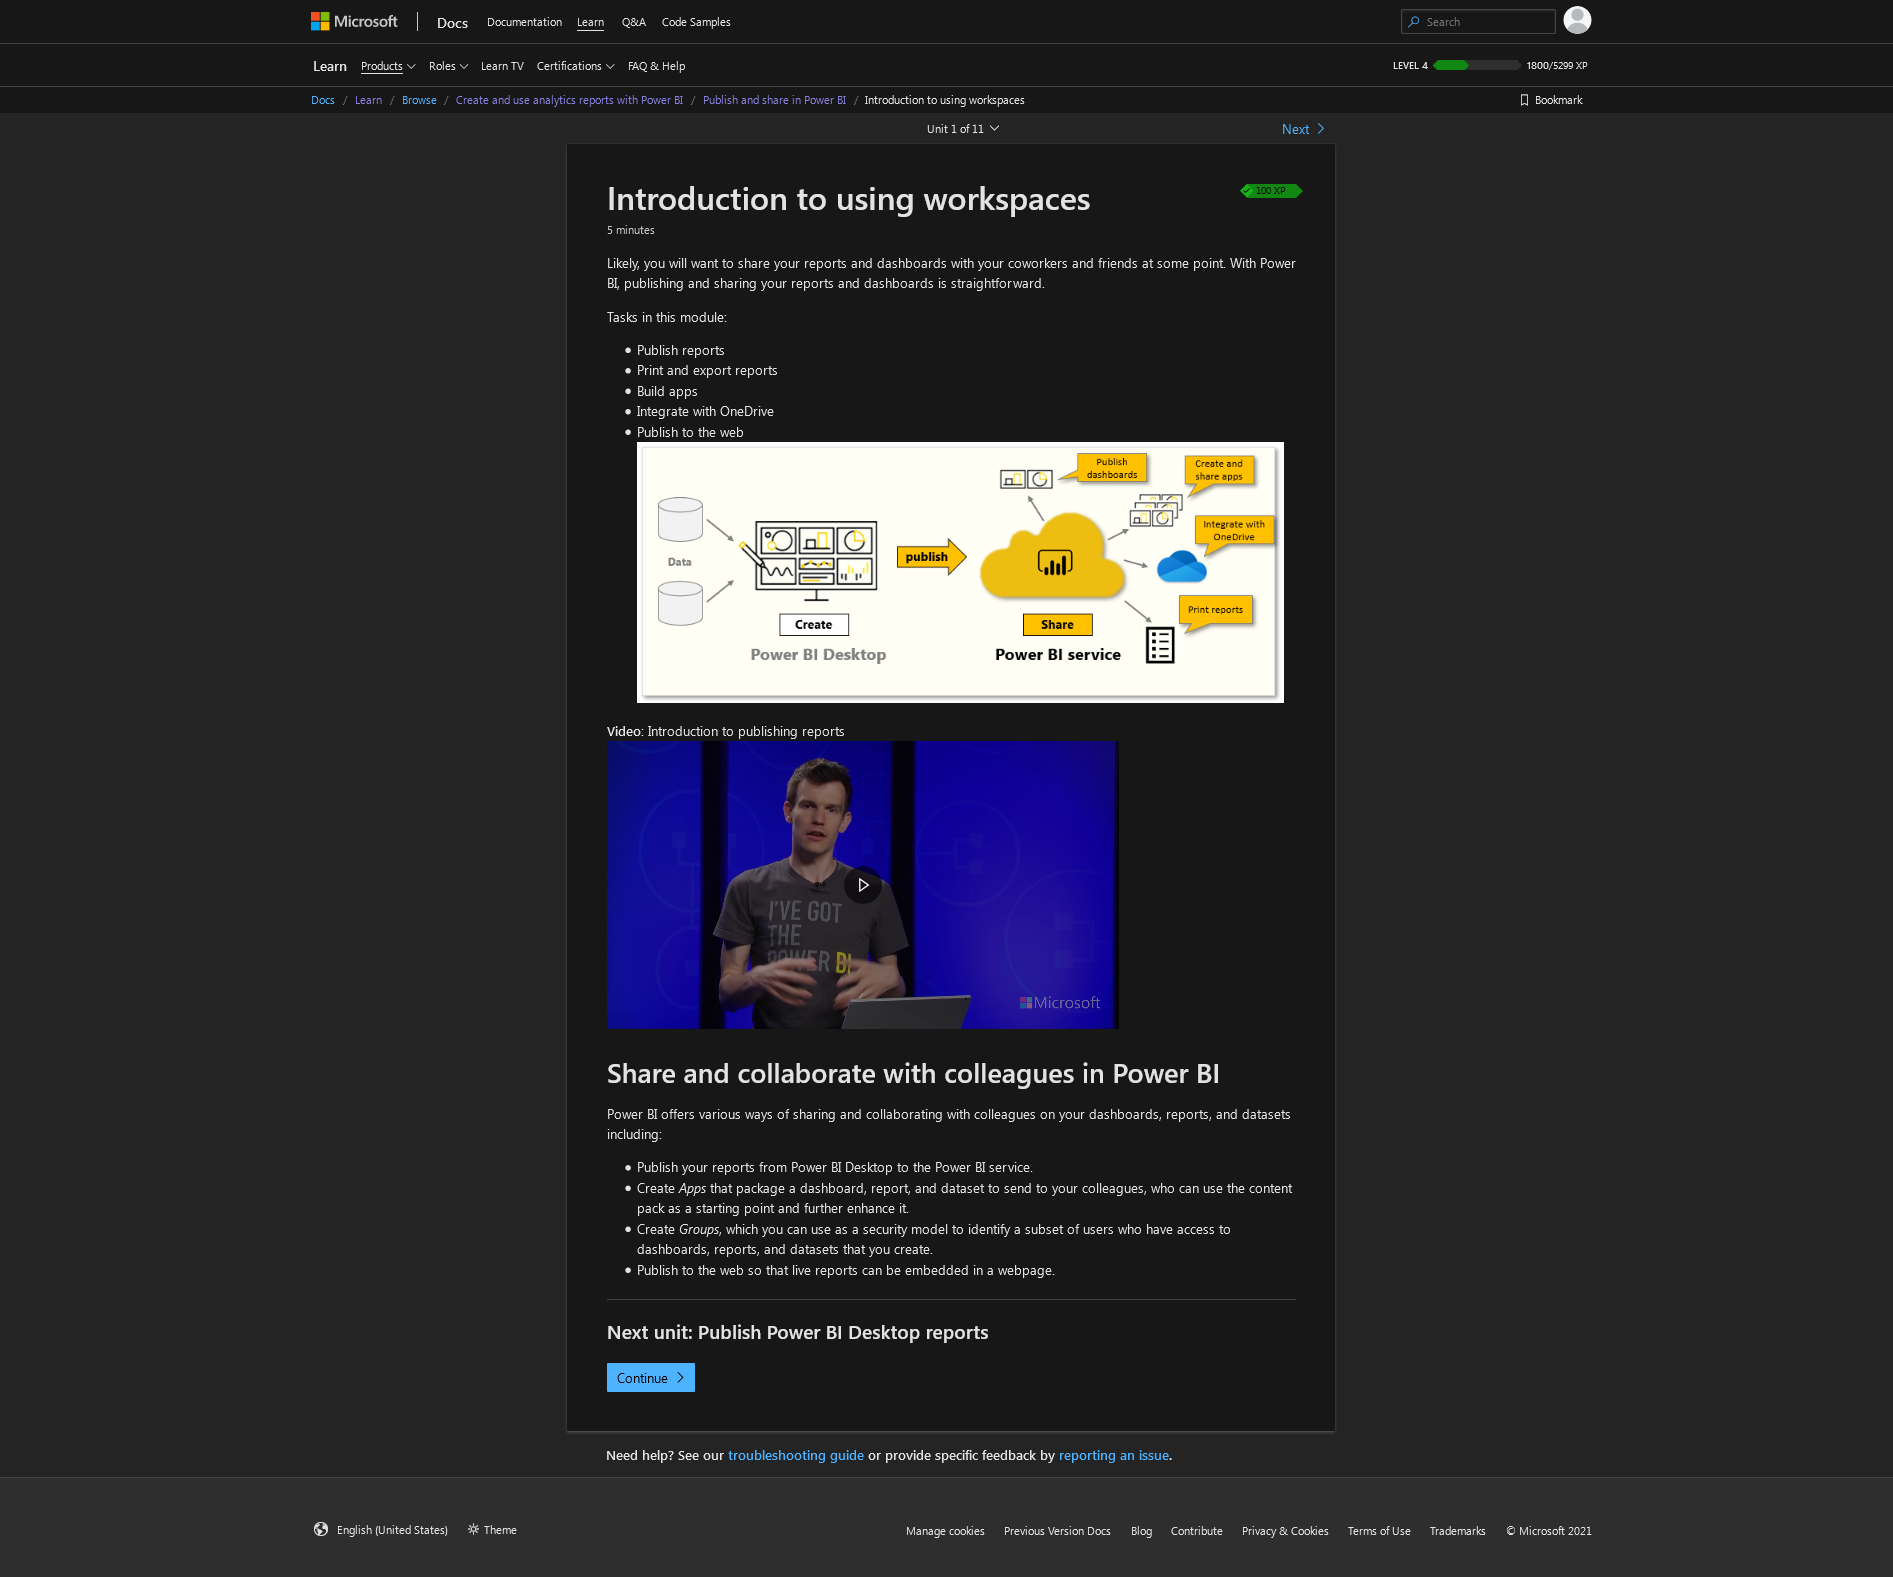 Microsoft
Docs
Documentation
Learn
Q&A
Code Samples
Search
Learn
Products
Roles
Learn TV
Certifications
FAQ & Help
LEVEL 4
1800/5299 XP
Docs / Learn / Browse / Create and use analytics reports with Power BI / Publish and share in Power BI / Introduction to using workspaces
Bookmark
Unit 1 of 11
Next
Introduction to using workspaces
100 XP
5 minutes
Likely, you will want to share your reports and dashboards with your coworkers and friends at some point. With Power
BI, publishing and sharing your reports and dashboards is straightforward.
Tasks in this module:
Publish reports
Print and export reports
Build apps
Integrate with OneDrive
Publish to the web
Publish
dashboards
Create and
share apps
Integrate with
OneDrive
Data
publish
Print reports
Create
Share
Power BI Desktop
Power BI service
Video: Introduction to publishing reports
I'VE GOT
THE
POWER BI
Microsoft
Share and collaborate with colleagues in Power BI
Power BI offers various ways of sharing and collaborating with colleagues on your dashboards, reports, and datasets
including:
Publish your reports from Power BI Desktop to the Power BI service.
Create Apps that package a dashboard, report, and dataset to send to your colleagues, who can use the content
pack as a starting point and further enhance it.
Create Groups, which you can use as a security model to identify a subset of users who have access to
dashboards, reports, and datasets that you create.
Publish to the web so that live reports can be embedded in a webpage.
Next unit: Publish Power BI Desktop reports
Continue
Need help? See our troubleshooting guide or provide specific feedback by reporting an issue.
English (United States)
Theme
Manage cookies
Previous Version Docs
Blog
Contribute
Privacy & Cookies
Terms of Use
Trademarks
© Microsoft 2021